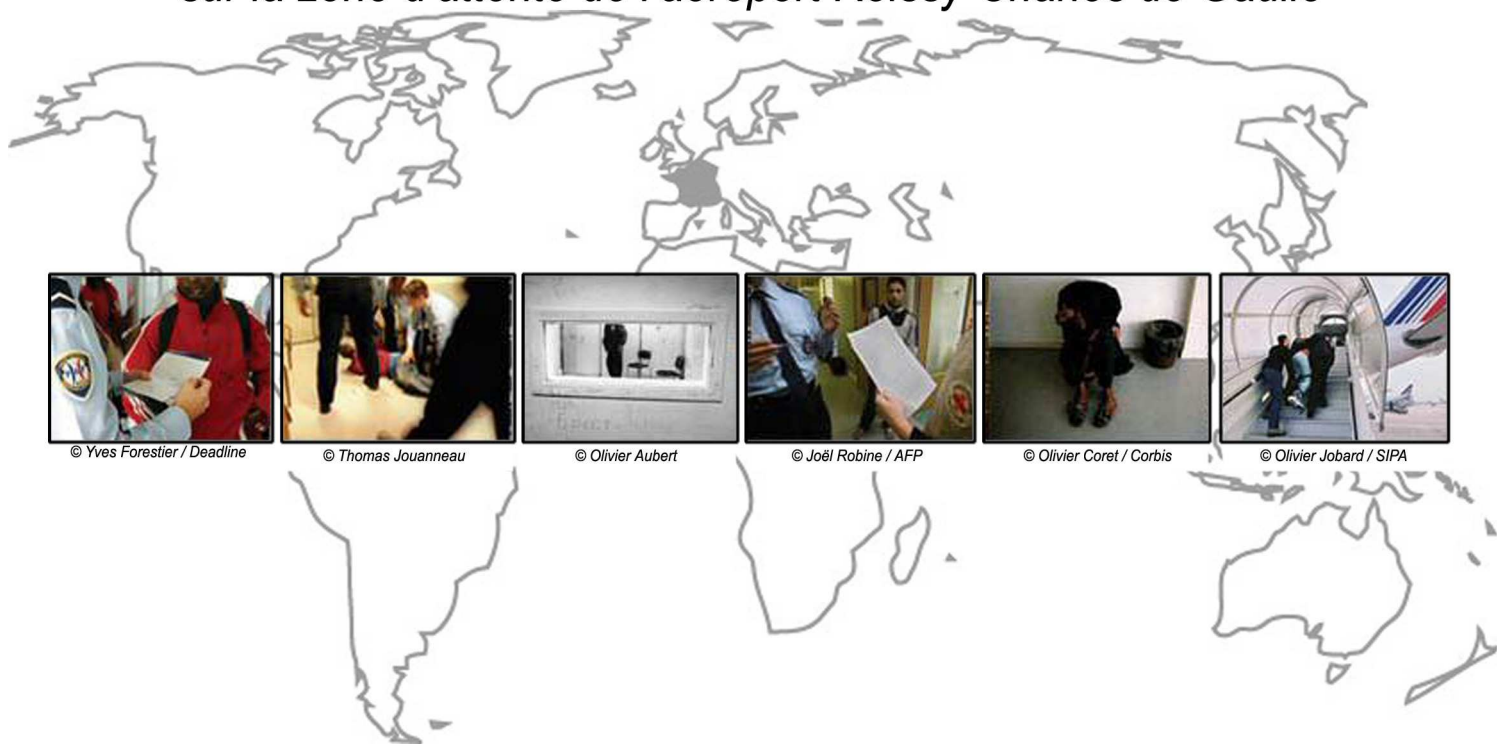 sur la zone d'attente de l'aéroport Roissy-Charles de Gaulle
© Yves Forestier / Deadline
© Thomas Jouanneau
© Olivier Aubert
© Joël Robine / AFP
© Olivier Coret / Corbis
© Olivier Jobard / SIPA